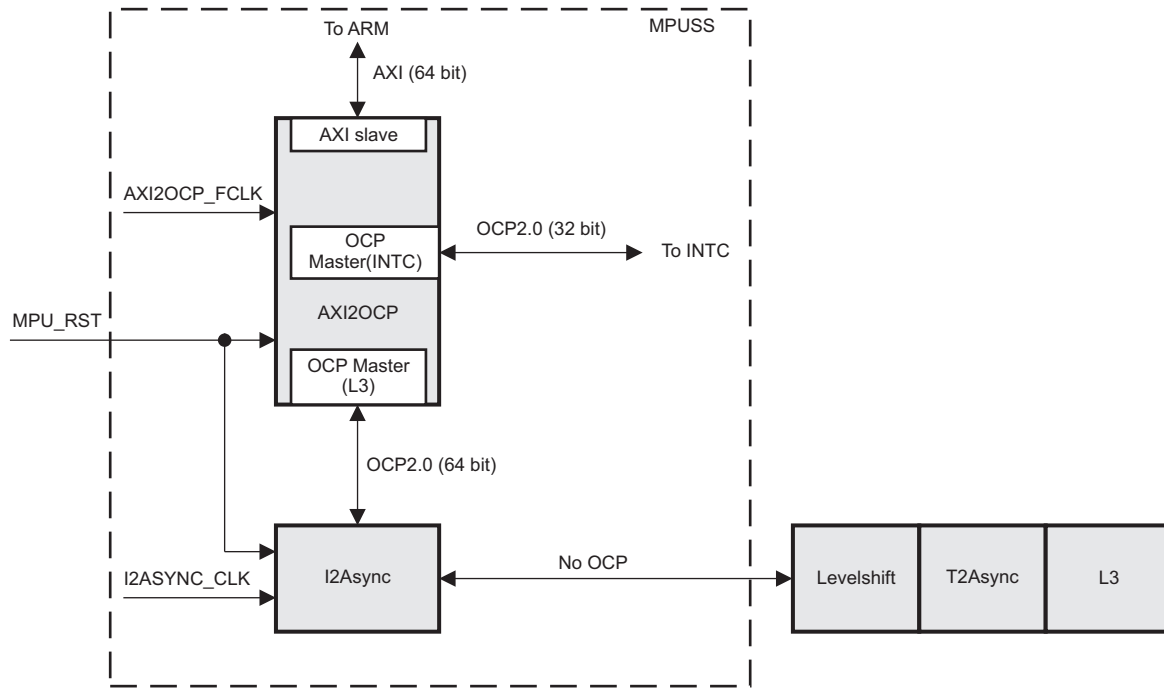 To ARM
MPUSS
AXI (64 bit)
AXI slave
AXI2OCP_FCLK
OCP
Master(INTC)
OCP2.0 (32 bit)
To INTC
AXI2OCP
MPU_RST
OCP Master
(L3)
OCP2.0 (64 bit)
I2Async
No OCP
Levelshift
T2Async
L3
I2ASYNC_CLK